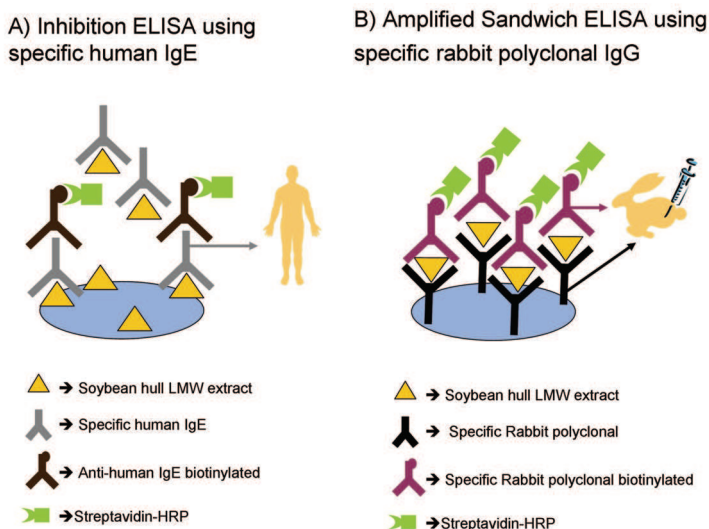 A) Inhibition ELISA using
specific human IgE
➔ Soybean hull LMW extract
➔ Specific human IgE
➔ Anti-human IgE biotinylated
➔Streptavidin-HRP
B) Amplified Sandwich ELISA using
specific rabbit polyclonal IgG
➔ Soybean hull LMW extract
➔ Specific Rabbit polyclonal
➔ Specific Rabbit polyclonal biotinylated
➔Streptavidin-HRP